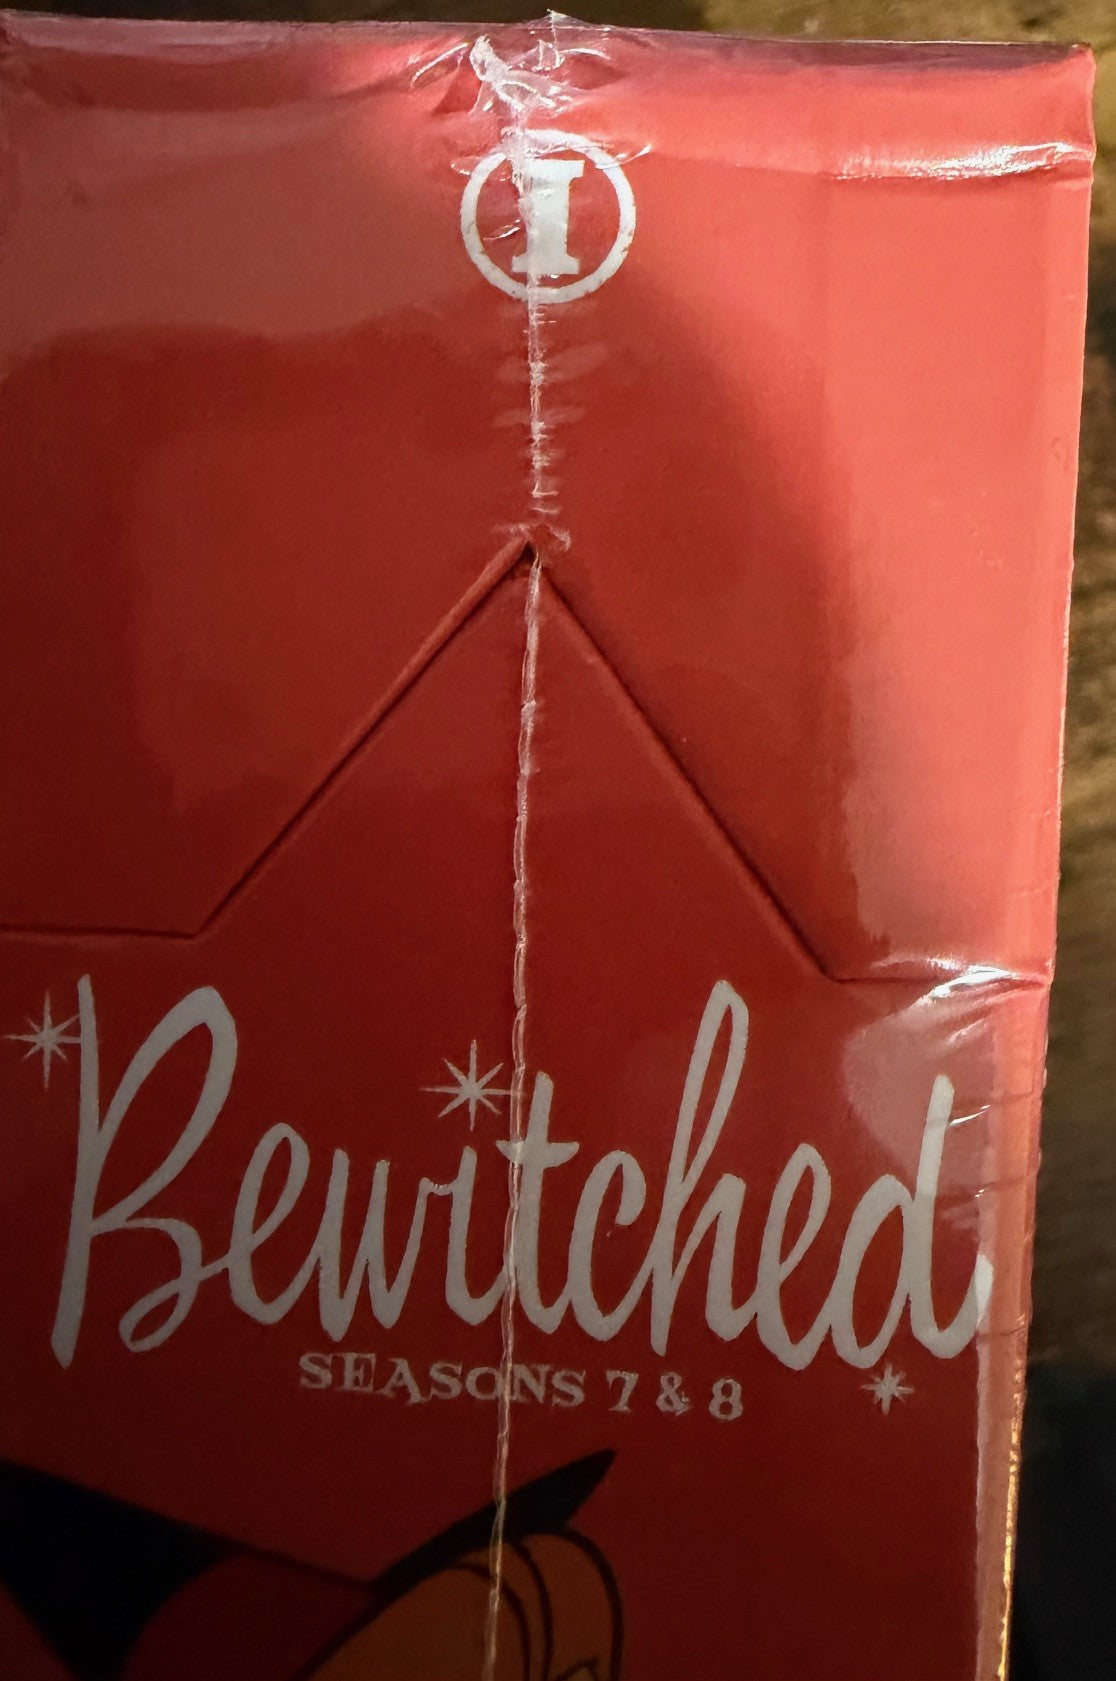 I
Bewitched
SEASONS 7 & 8